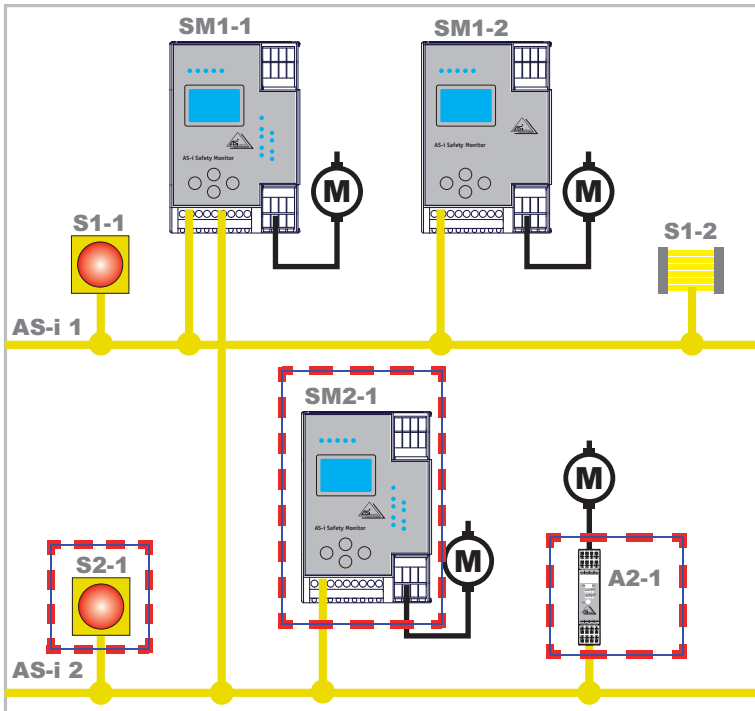 SM1-1
SM1-2
AS-i Safety Monitor
AS-i Safety Monitor
M
M
S1-1
S1-2
AS-i 1
SM2-1
AS-i Safety Monitor
M
M
S2-1
A2-1
AS-i 2